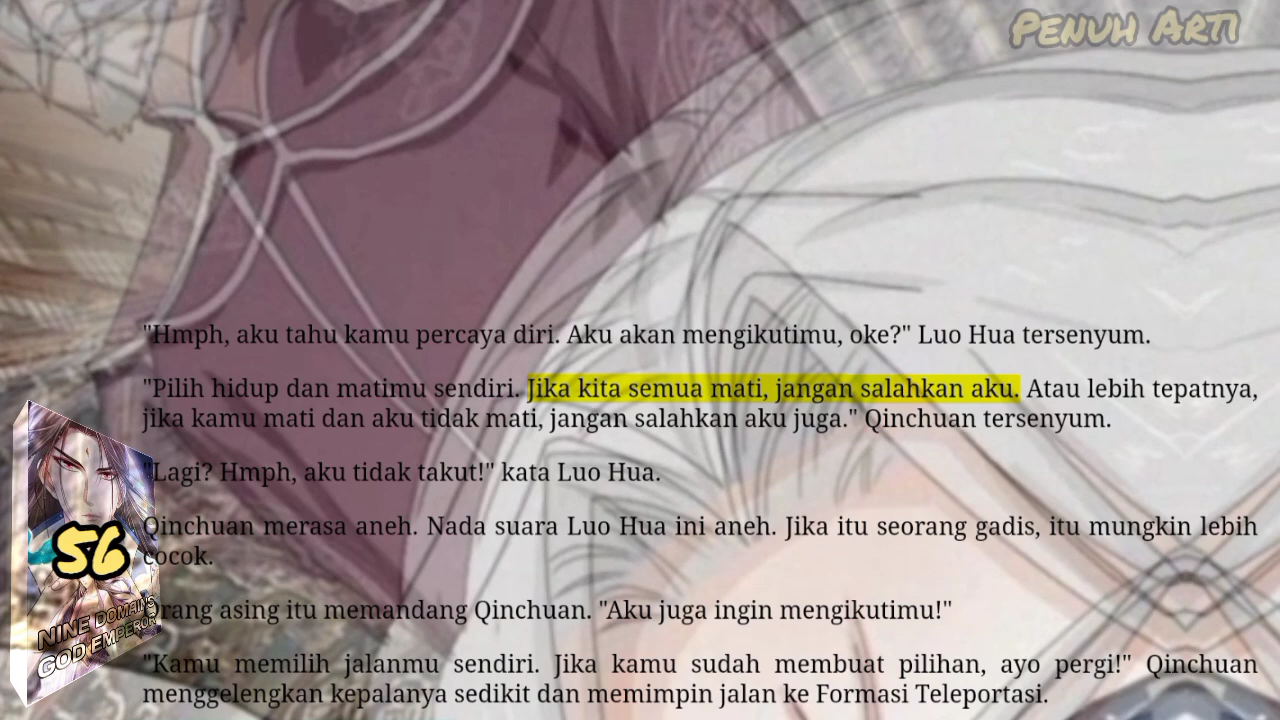 Penuh Arti
"Hmph, aku tahu kamu percaya diri. Aku akan mengikutimu, oke?" Luo Hua tersenyum.
"Pilih hidup dan matimu sendiri. Jika kita semua mati, jangan salahkan aku. Atau lebih tepatnya,
jika kamu mati dan aku tidak mati, jangan salahkan aku juga." Qinchuan tersenyum.
"Lagi? Hmph, aku tidak takut!" kata Luo Hua.
Qinchuan merasa aneh. Nada suara Luo Hua ini aneh. Jika itu seorang gadis, itu mungkin lebih
cocok.
Orang asing itu memandang Qinchuan. "Aku juga ingin mengikutimu!"
"Kamu memilih jalanmu sendiri. Jika kamu sudah membuat pilihan, ayo pergi!" Qinchuan
menggelengkan kepalanya sedikit dan memimpin jalan ke Formasi Teleportasi.
56
NINE DOMAINS
GOD EMPEROR